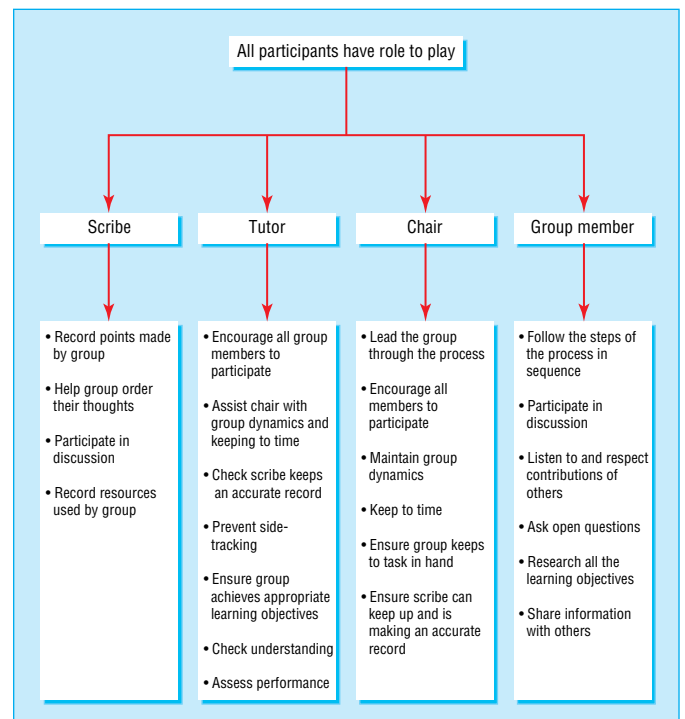 All participants have role to play
Scribe
Tutor
Chair
Group member
• Record points made
by group
• Help group order
their thoughts
• Participate in
discussion
• Record resources
used by group
• Encourage all group
members to
participate
• Assist chair with
group dynamics and
keeping to time
• Check scribe keeps
an accurate record
• Prevent side-
tracking
• Ensure group
achieves appropriate
learning objectives
• Check understanding
• Assess performance
• Lead the group
through the process
• Encourage all
members to
participate
• Maintain group
dynamics
• Keep to time
• Ensure group keeps
to task in hand
• Ensure scribe can
keep up and is
making an accurate
record
• Follow the steps of
the process in
sequence
• Participate in
discussion
• Listen to and respect
contributions of
others
• Ask open questions
• Research all the
learning objectives
• Share information
with others